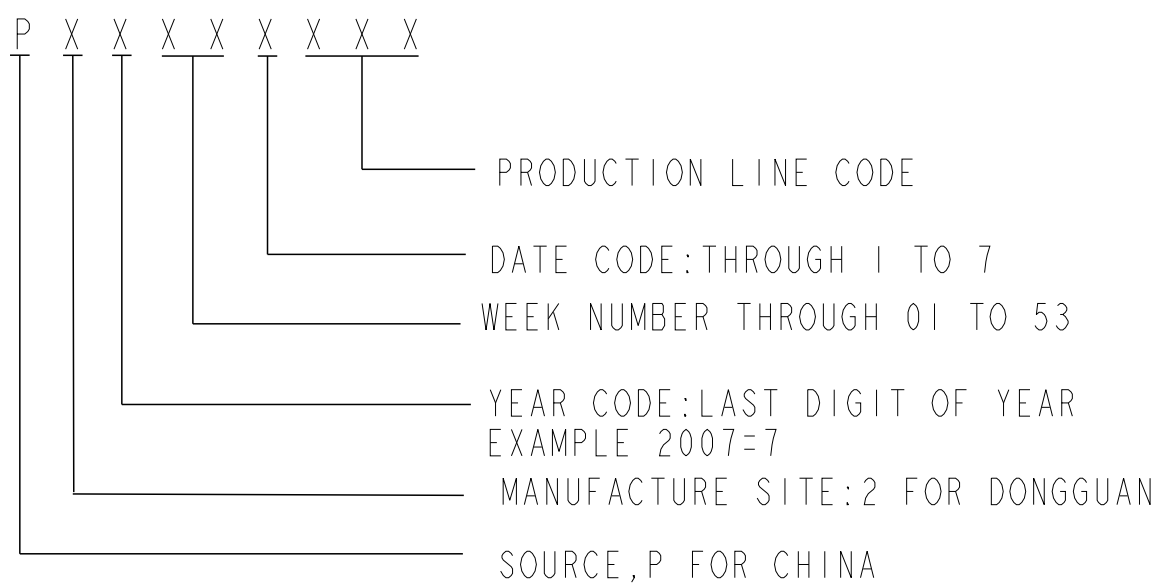 P X X X X X X X X
PRODUCTION LINE CODE
DATE CODE:THROUGH 1 TO 7
WEEK NUMBER THROUGH 01 TO 53
YEAR CODE:LAST DIGIT OF YEAR
EXAMPLE 2007=7
MANUFACTURE SITE:2 FOR DONGGUAN
SOURCE,P FOR CHINA